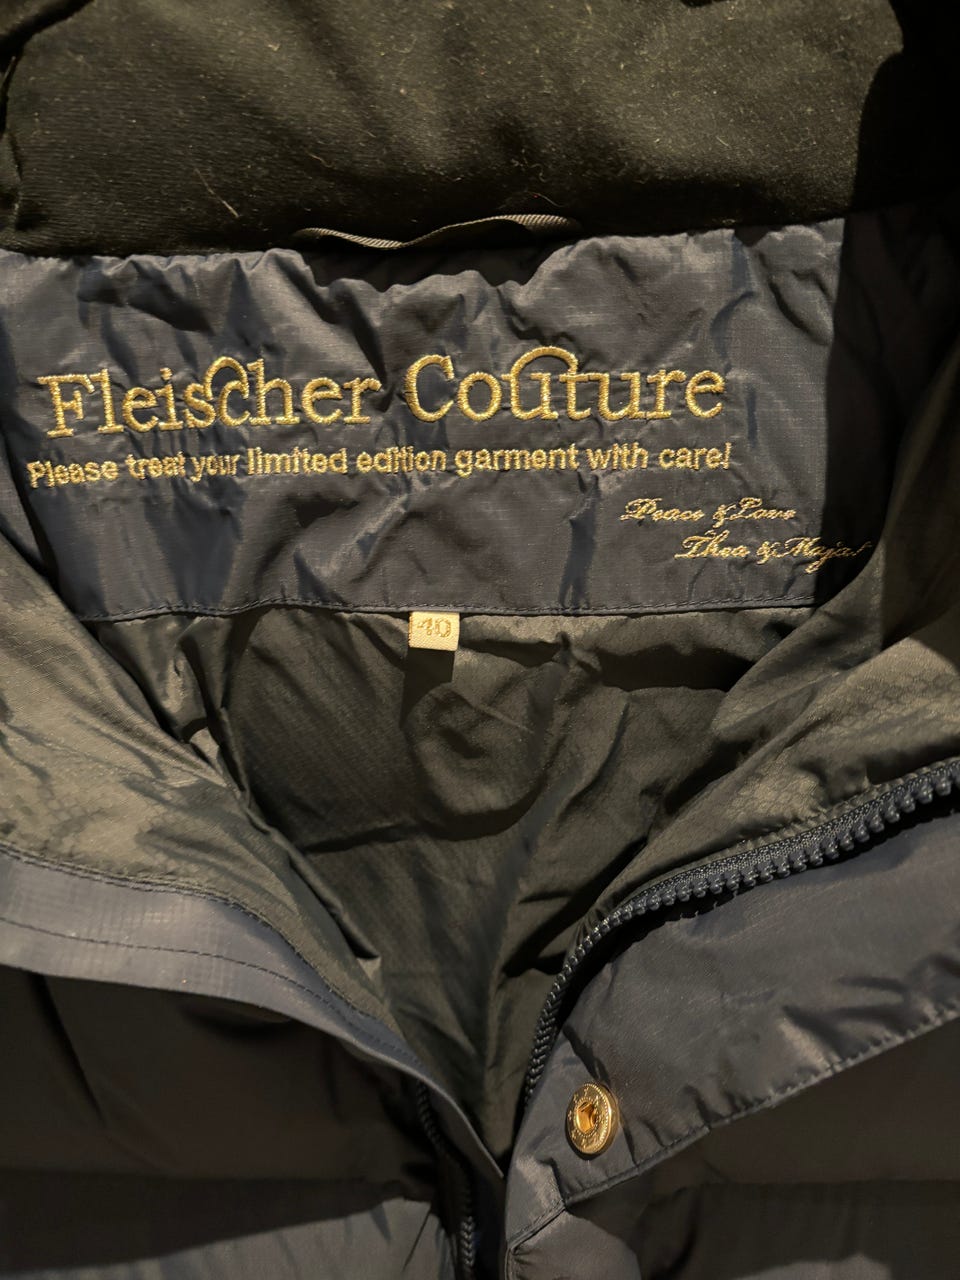 Fleischer Couture
Please treat your limited edition garment with care!
Peace & Love
Thea & Maja!
40